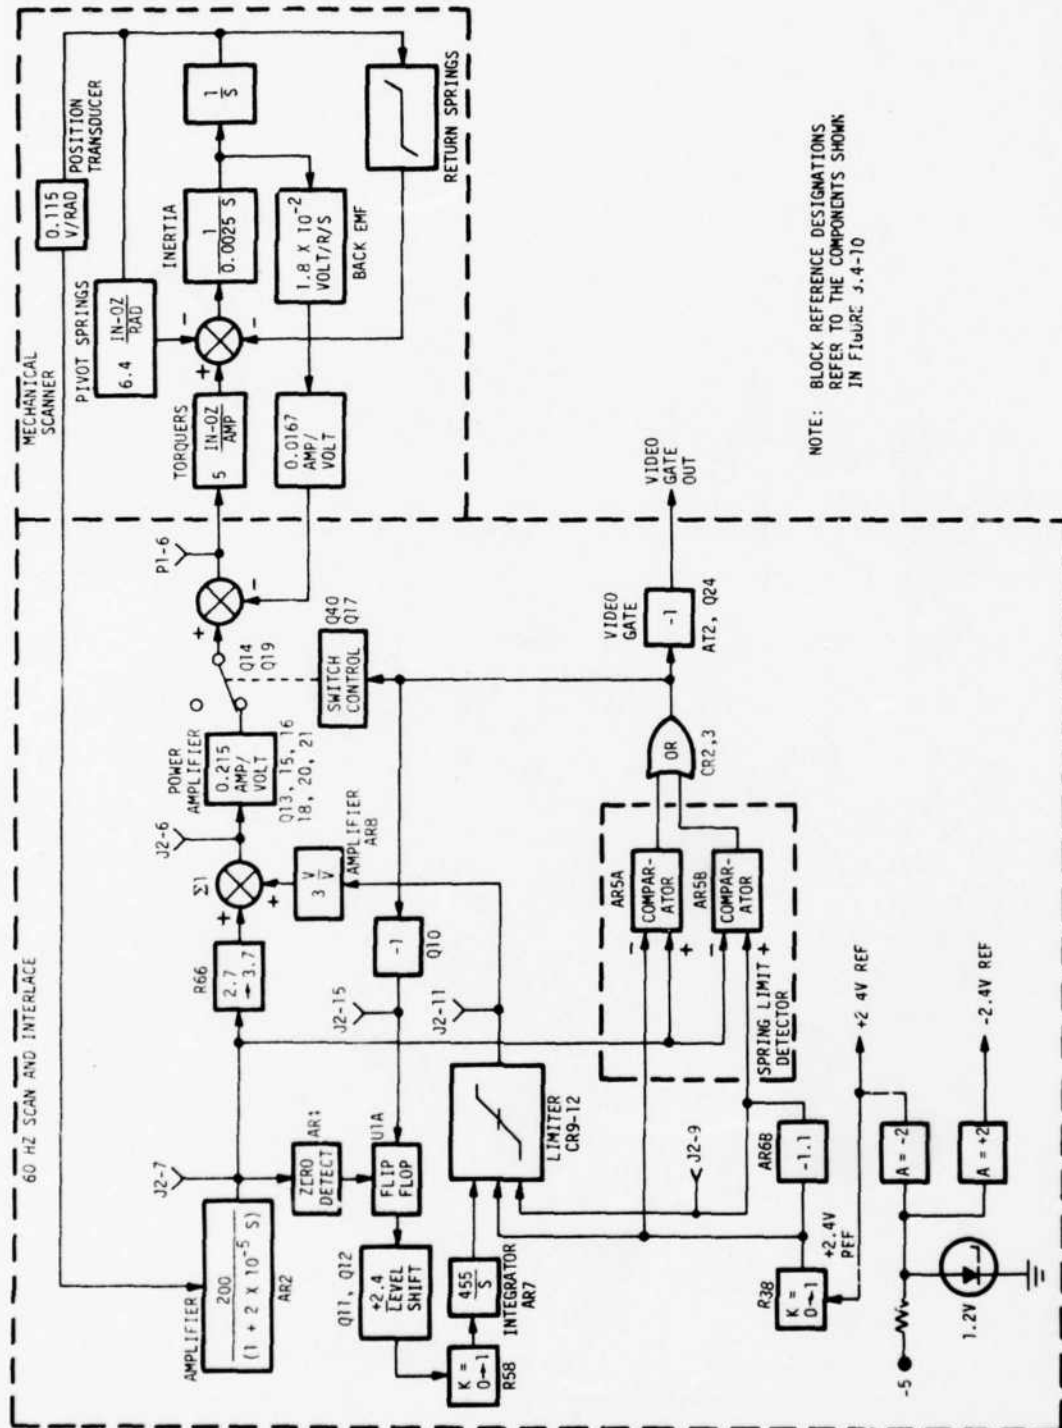 60 HZ SCAN AND INTERLACE
MECHANICAL
SCANNER
PIVOT SPRINGS
6.4 IN-OZ
RAD
0.115
V/RAD
POSITION
TRANSDUCER
AMPLIFIER
200
(1 + 2 X 10-5 S)
AR2
J2-7
R66
2.7
→ 3.7
Σ1
+
+
J2-6
POWER
AMPLIFIER
0.215
AMP/
VOLT
Q13, 15, 16
18, 20, 21
Q14
Q19
+
-
P1-6
TORQUERS
5 IN-OZ
AMP
+
-
-
INERTIA
1
0.0025 S
1
S
1.8 X 10-2
VOLT/R/S
BACK EMF
0.0167
AMP/
VOLT
RETURN SPRINGS
ZERO
DETECT
AR1
FLIP
FLOP
U1A
J2-15
-1
Q10
3 V
V
AMPLIFIER
AR8
SWITCH
CONTROL
Q40
Q17
Q11, Q12
+2.4
LEVEL
SHIFT
K =
0→1
R58
455
S
INTEGRATOR
AR7
LIMITER
CR9-12
J2-11
J2-9
AR5A
COMPAR-
ATOR
-
+
AR5B
COMPAR-
ATOR
-
+
SPRING LIMIT
DETECTOR
OR
CR2,3
VIDEO
GATE
-1
AT2, Q24
VIDEO
GATE
OUT
R38
K =
0→1
+2.4V
REF
AR6B
-1.1
+2 4V REF
-2.4V REF
A = -2
A = +2
-5
1.2V
NOTE: BLOCK REFERENCE DESIGNATIONS
REFER TO THE COMPONENTS SHOWN
IN FIGURE 3.4-10